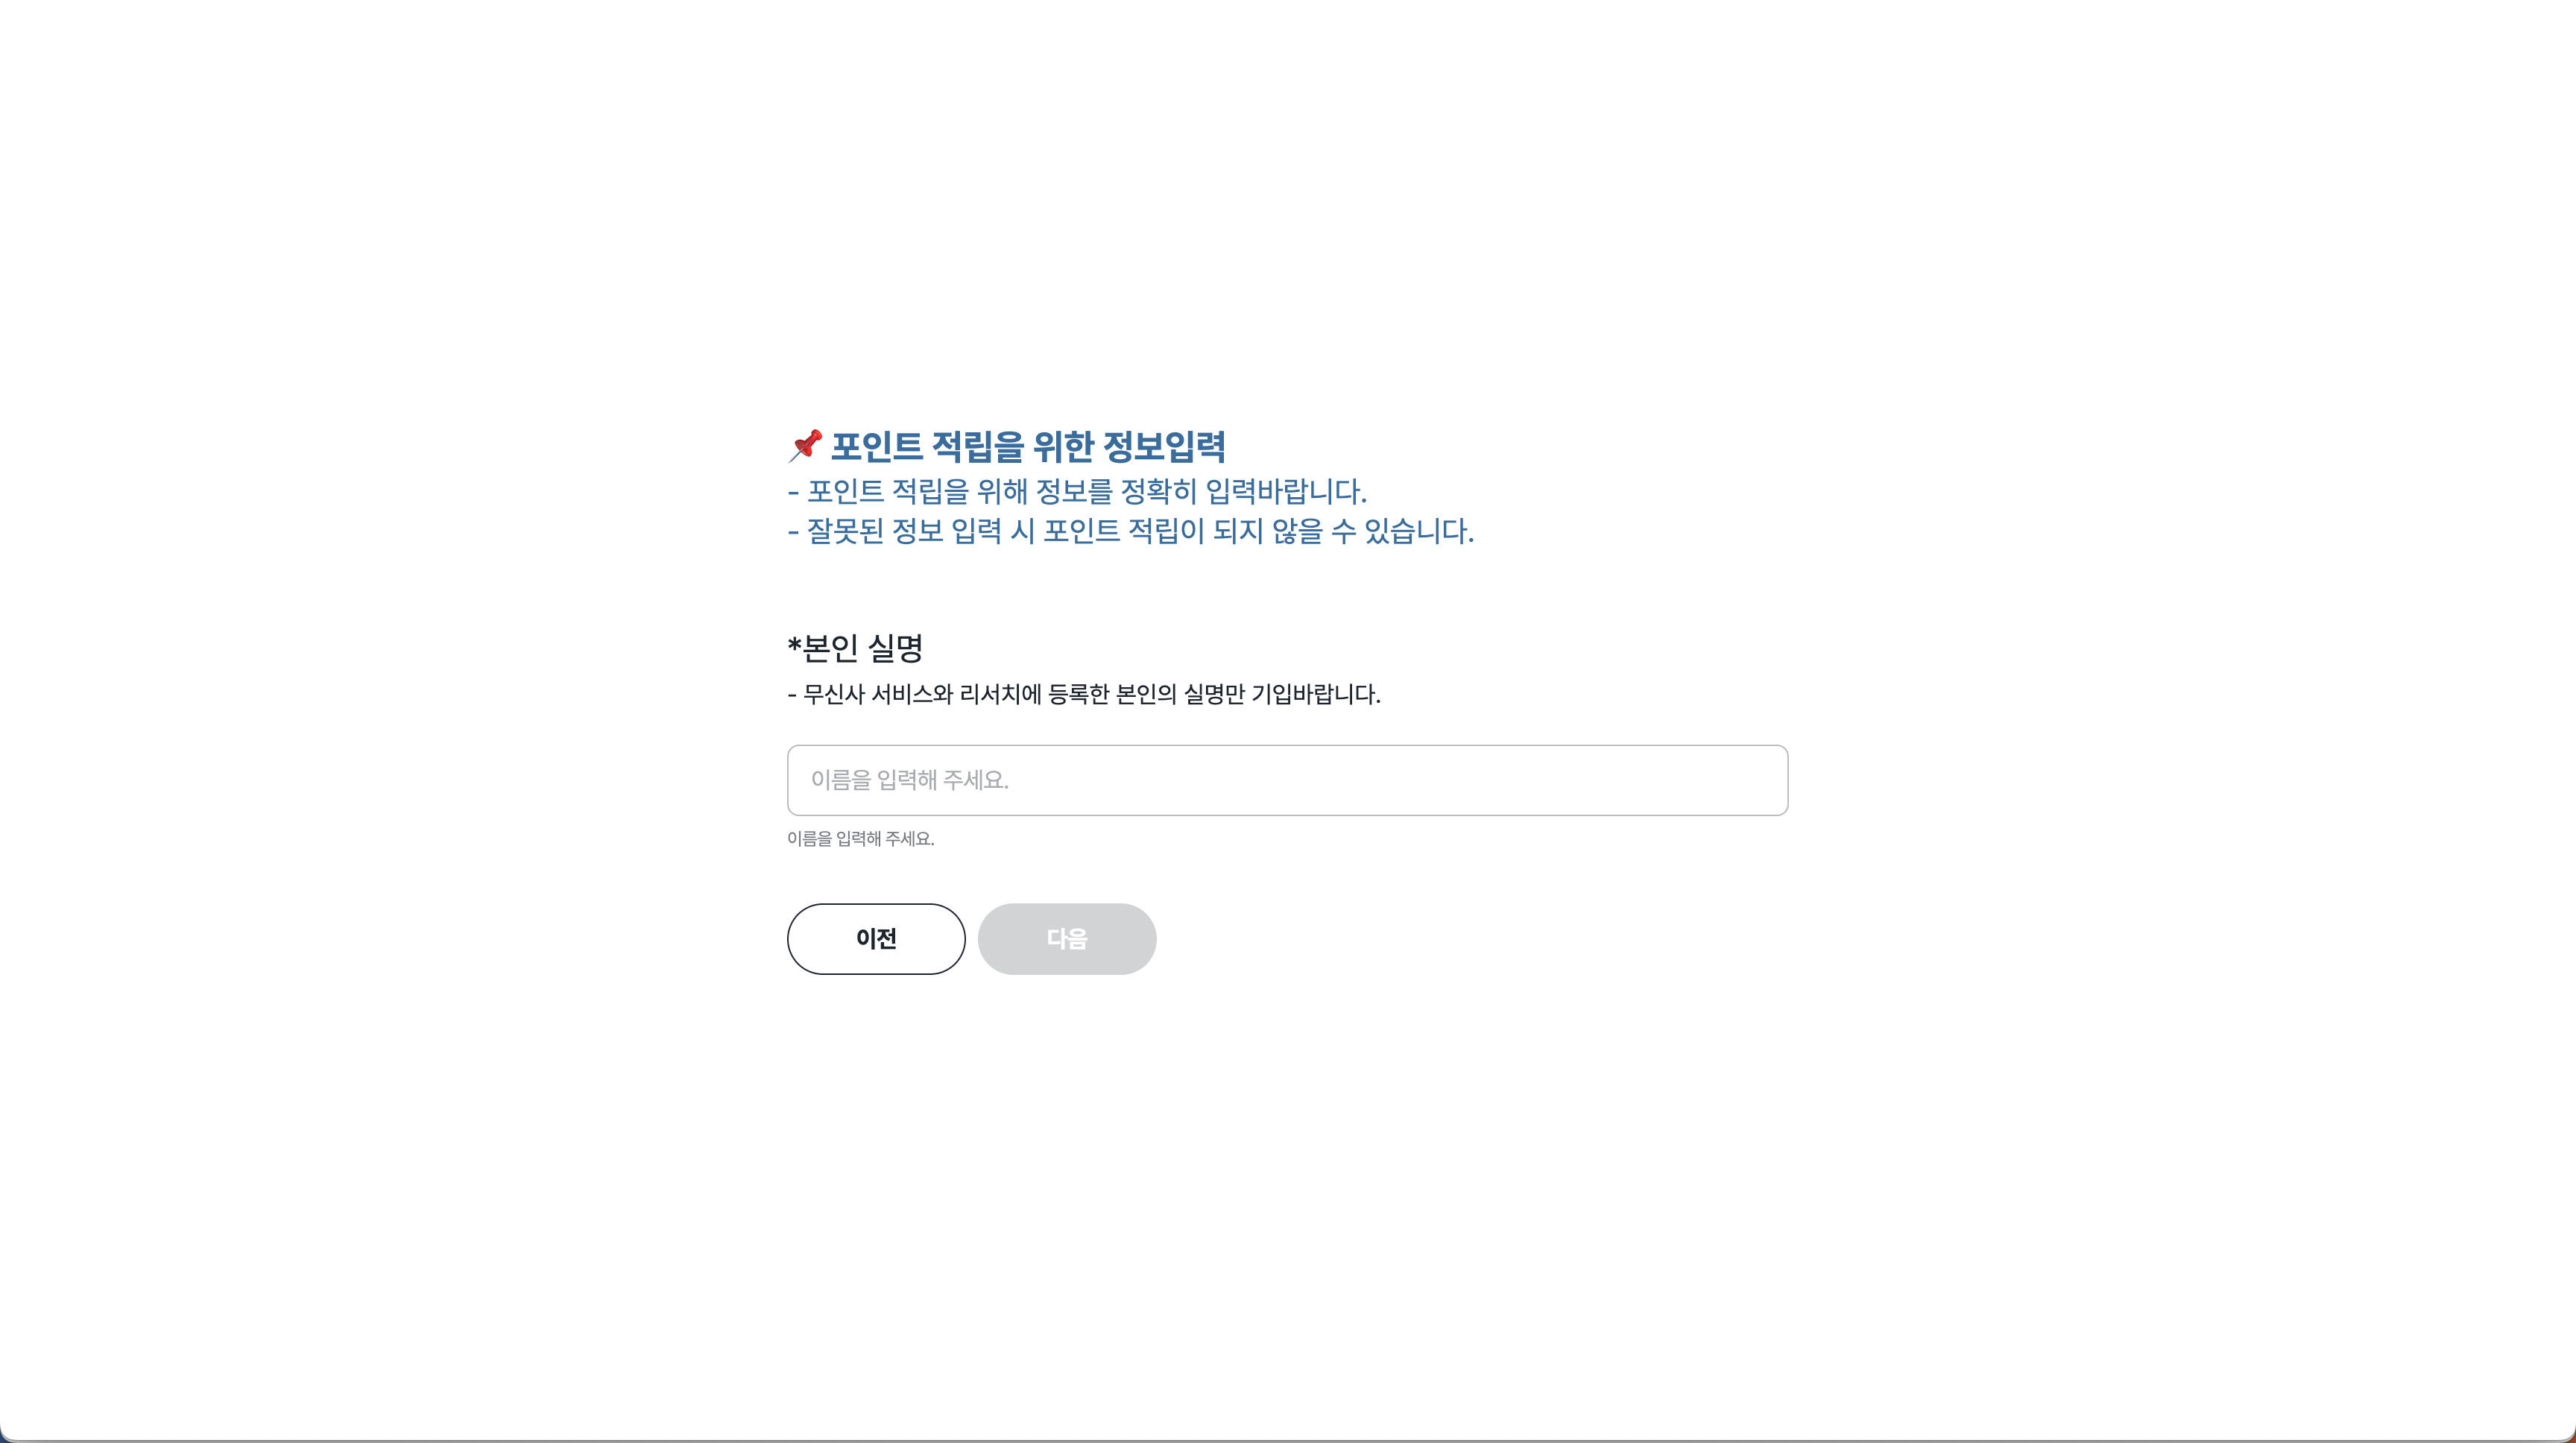 📌 포인트 적립을 위한 정보입력
- 포인트 적립을 위해 정보를 정확히 입력바랍니다.
- 잘못된 정보 입력 시 포인트 적립이 되지 않을 수 있습니다.
*본인 실명
- 무신사 서비스와 리서치에 등록한 본인의 실명만 기입바랍니다.
이름을 입력해 주세요.
이름을 입력해 주세요.
이전 다음